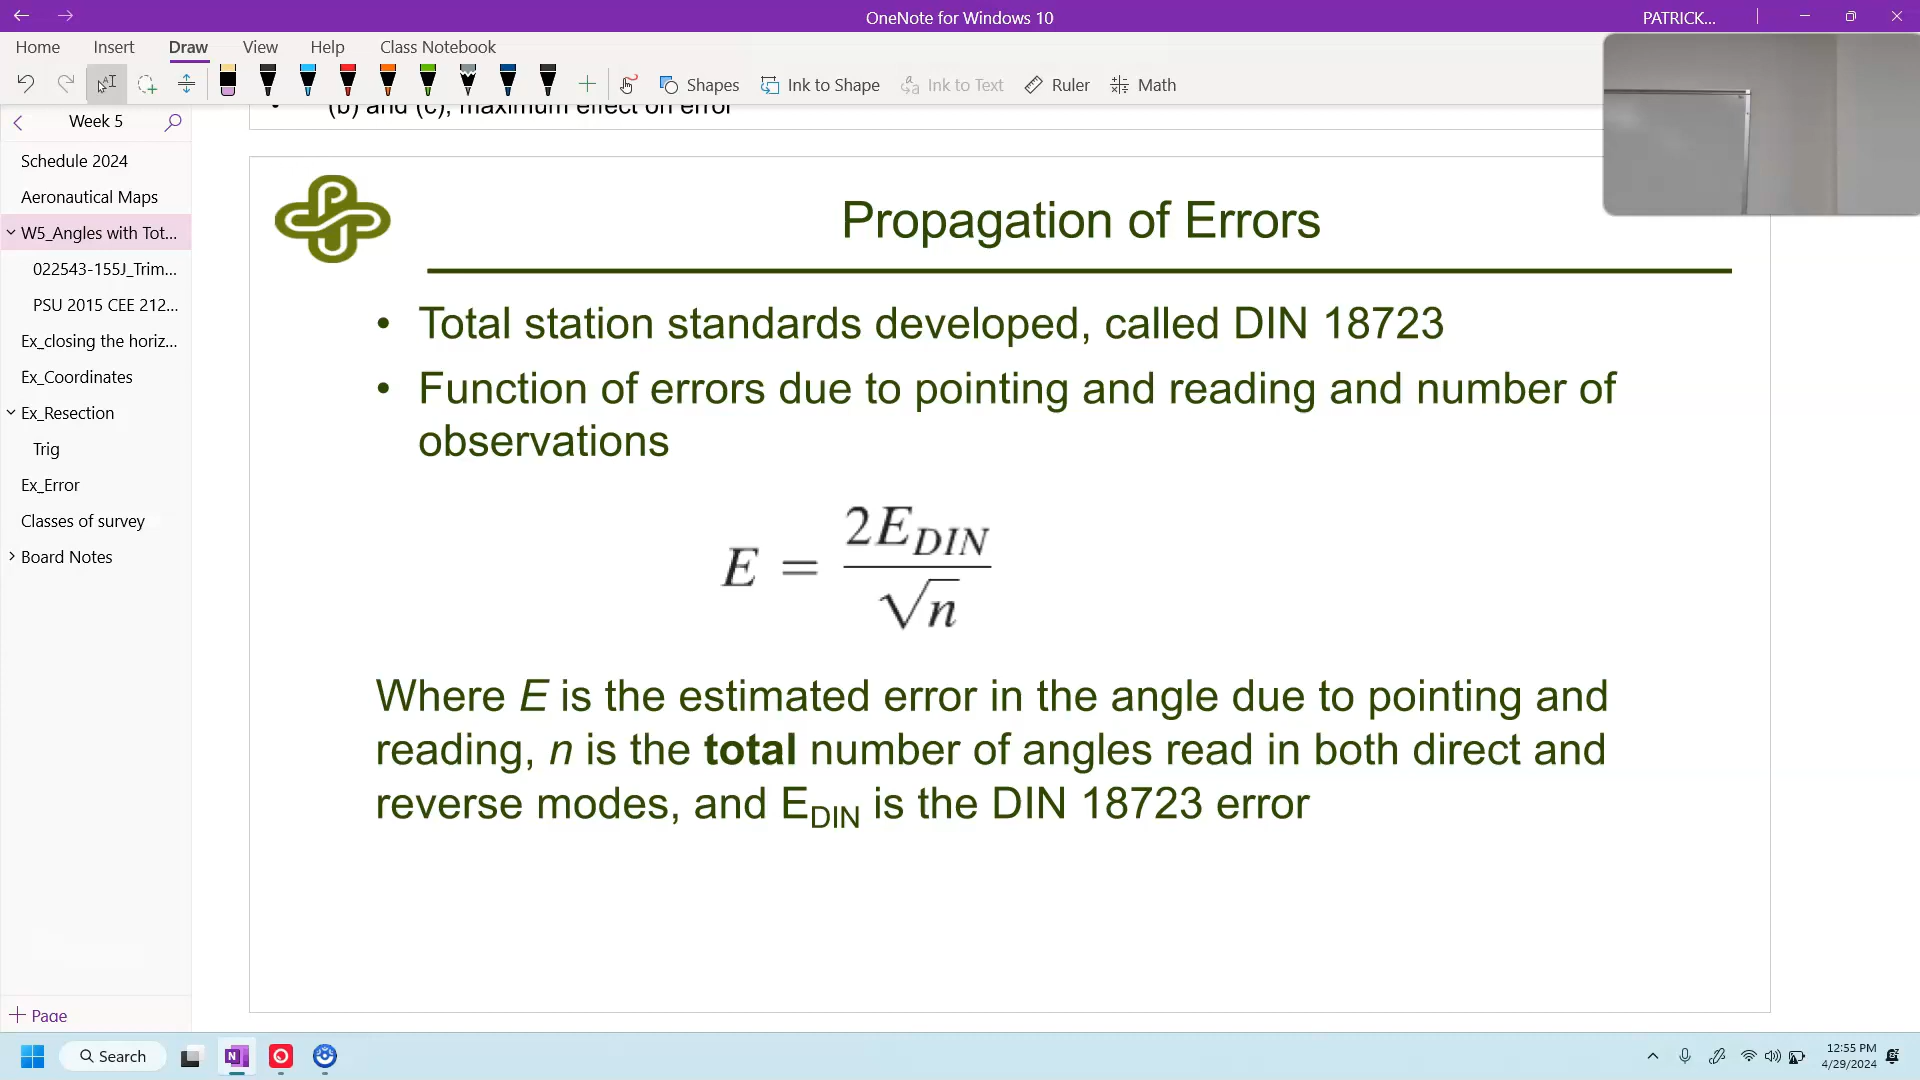 OneNote for Windows 10
PATRICK...
Home Insert Draw View Help Class Notebook
Shapes Ink to Shape Ink to Text Ruler Math
Week 5
Schedule 2024
Aeronautical Maps
W5_Angles with Tot...
022543-155J_Trim...
PSU 2015 CEE 212...
Ex_closing the horiz...
Ex_Coordinates
Ex_Resection
Trig
Ex_Error
Classes of survey
Board Notes
+ Page
• (b) and (c), maximum effect on error
Propagation of Errors
• Total station standards developed, called DIN 18723
• Function of errors due to pointing and reading and number of
observations
E = 2E_DIN / √n
Where E is the estimated error in the angle due to pointing and
reading, n is the total number of angles read in both direct and
reverse modes, and E_DIN is the DIN 18723 error
Search
12:55 PM
4/29/2024